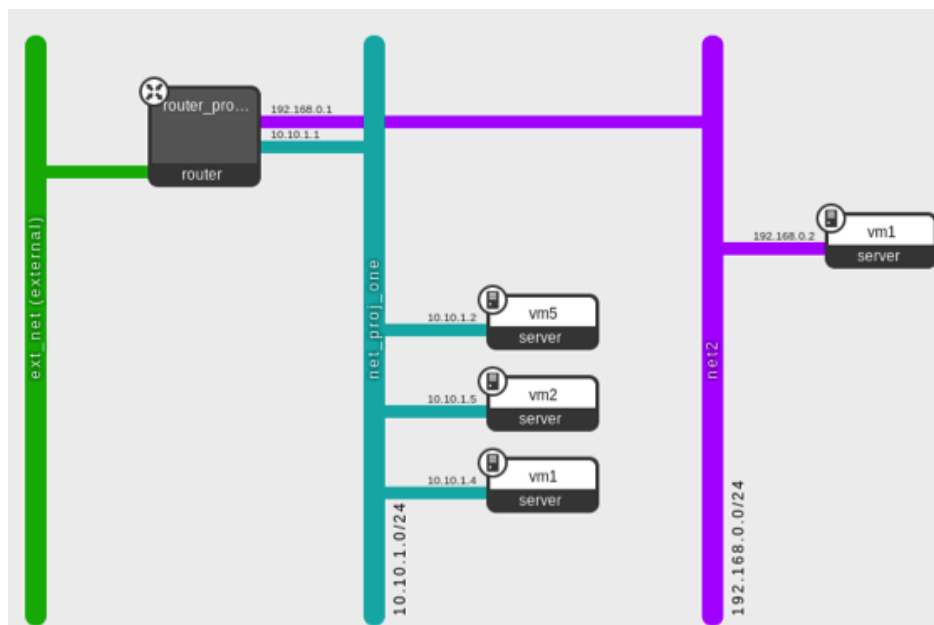 router_pro...
router
192.168.0.1
10.10.1.1
ext_net (external)
net_proj_one
10.10.1.0/24
10.10.1.2
vm5
server
10.10.1.5
vm2
server
10.10.1.4
vm1
server
net2
192.168.0.0/24
192.168.0.2
vm1
server